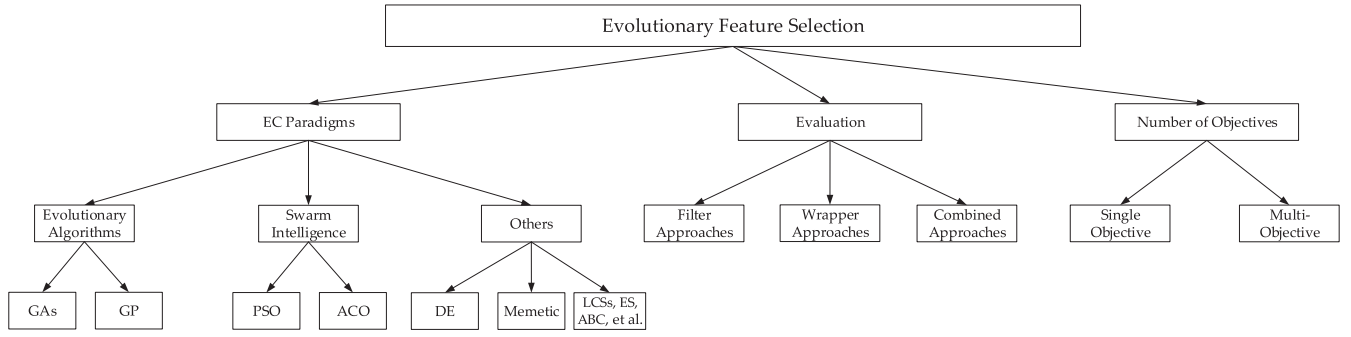 Evolutionary Feature Selection
EC Paradigms
Evaluation
Number of Objectives
Evolutionary
Algorithms
Swarm
Intelligence
Others
Filter
Approaches
Wrapper
Approaches
Combined
Approaches
Single
Objective
Multi-
Objective
GAs
GP
PSO
ACO
DE
Memetic
LCSs, ES,
ABC, et al.